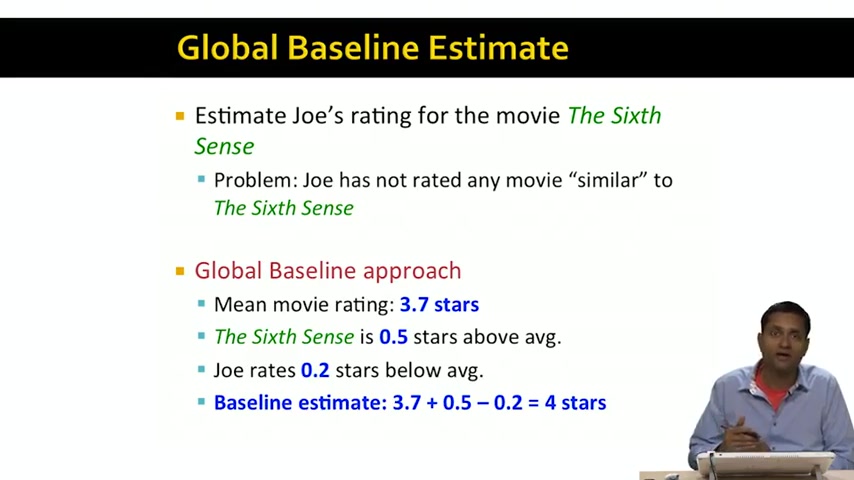 Global Baseline Estimate
Estimate Joe's rating for the movie The Sixth
Sense
Problem: Joe has not rated any movie “similar” to
The Sixth Sense
Global Baseline approach
Mean movie rating: 3.7 stars
The Sixth Sense is 0.5 stars above avg.
Joe rates 0.2 stars below avg.
Baseline estimate: 3.7 + 0.5 – 0.2 = 4 stars